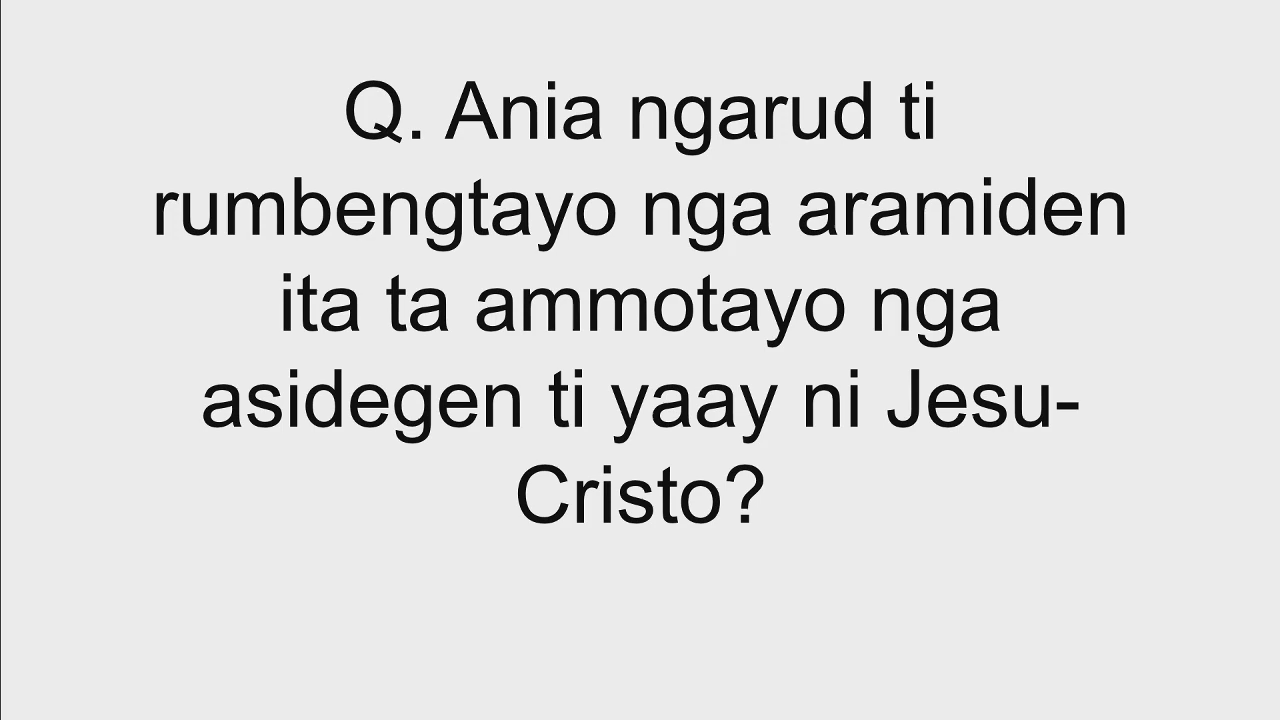 Q. Ania ngarud ti
rumbengtayo nga aramiden
ita ta ammotayo nga
asidegen ti yaay ni Jesu-
Cristo?